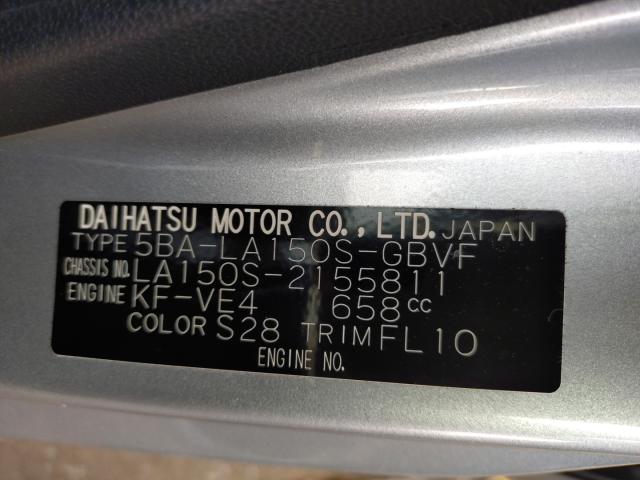 DAIHATSU MOTOR CO., LTD. JAPAN
TYPE 5BA-LA150S-GBVF
CHASSIS NO. LA150S-2155811
ENGINE KF-VE4 658cc
COLOR S28 TRIM FL10
ENGINE NO.